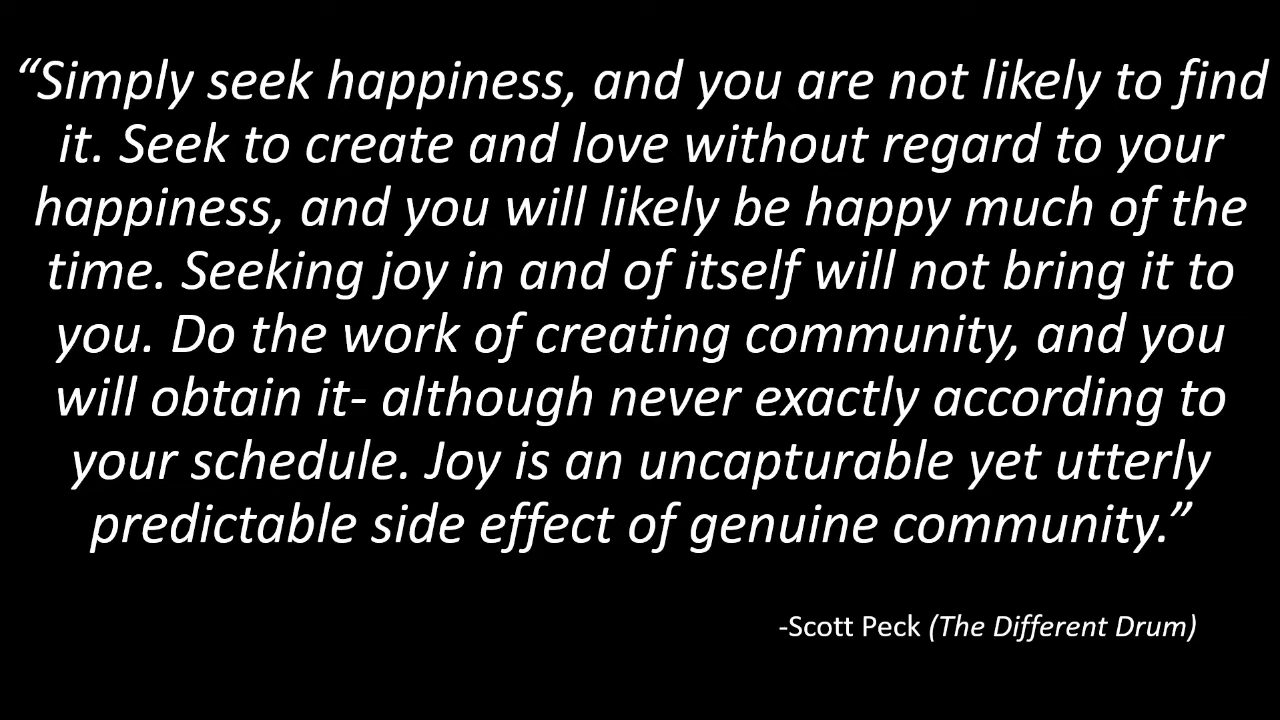 “Simply seek happiness, and you are not likely to find
it. Seek to create and love without regard to your
happiness, and you will likely be happy much of the
time. Seeking joy in and of itself will not bring it to
you. Do the work of creating community, and you
will obtain it- although never exactly according to
your schedule. Joy is an uncapturable yet utterly
predictable side effect of genuine community.”
-Scott Peck (The Different Drum)